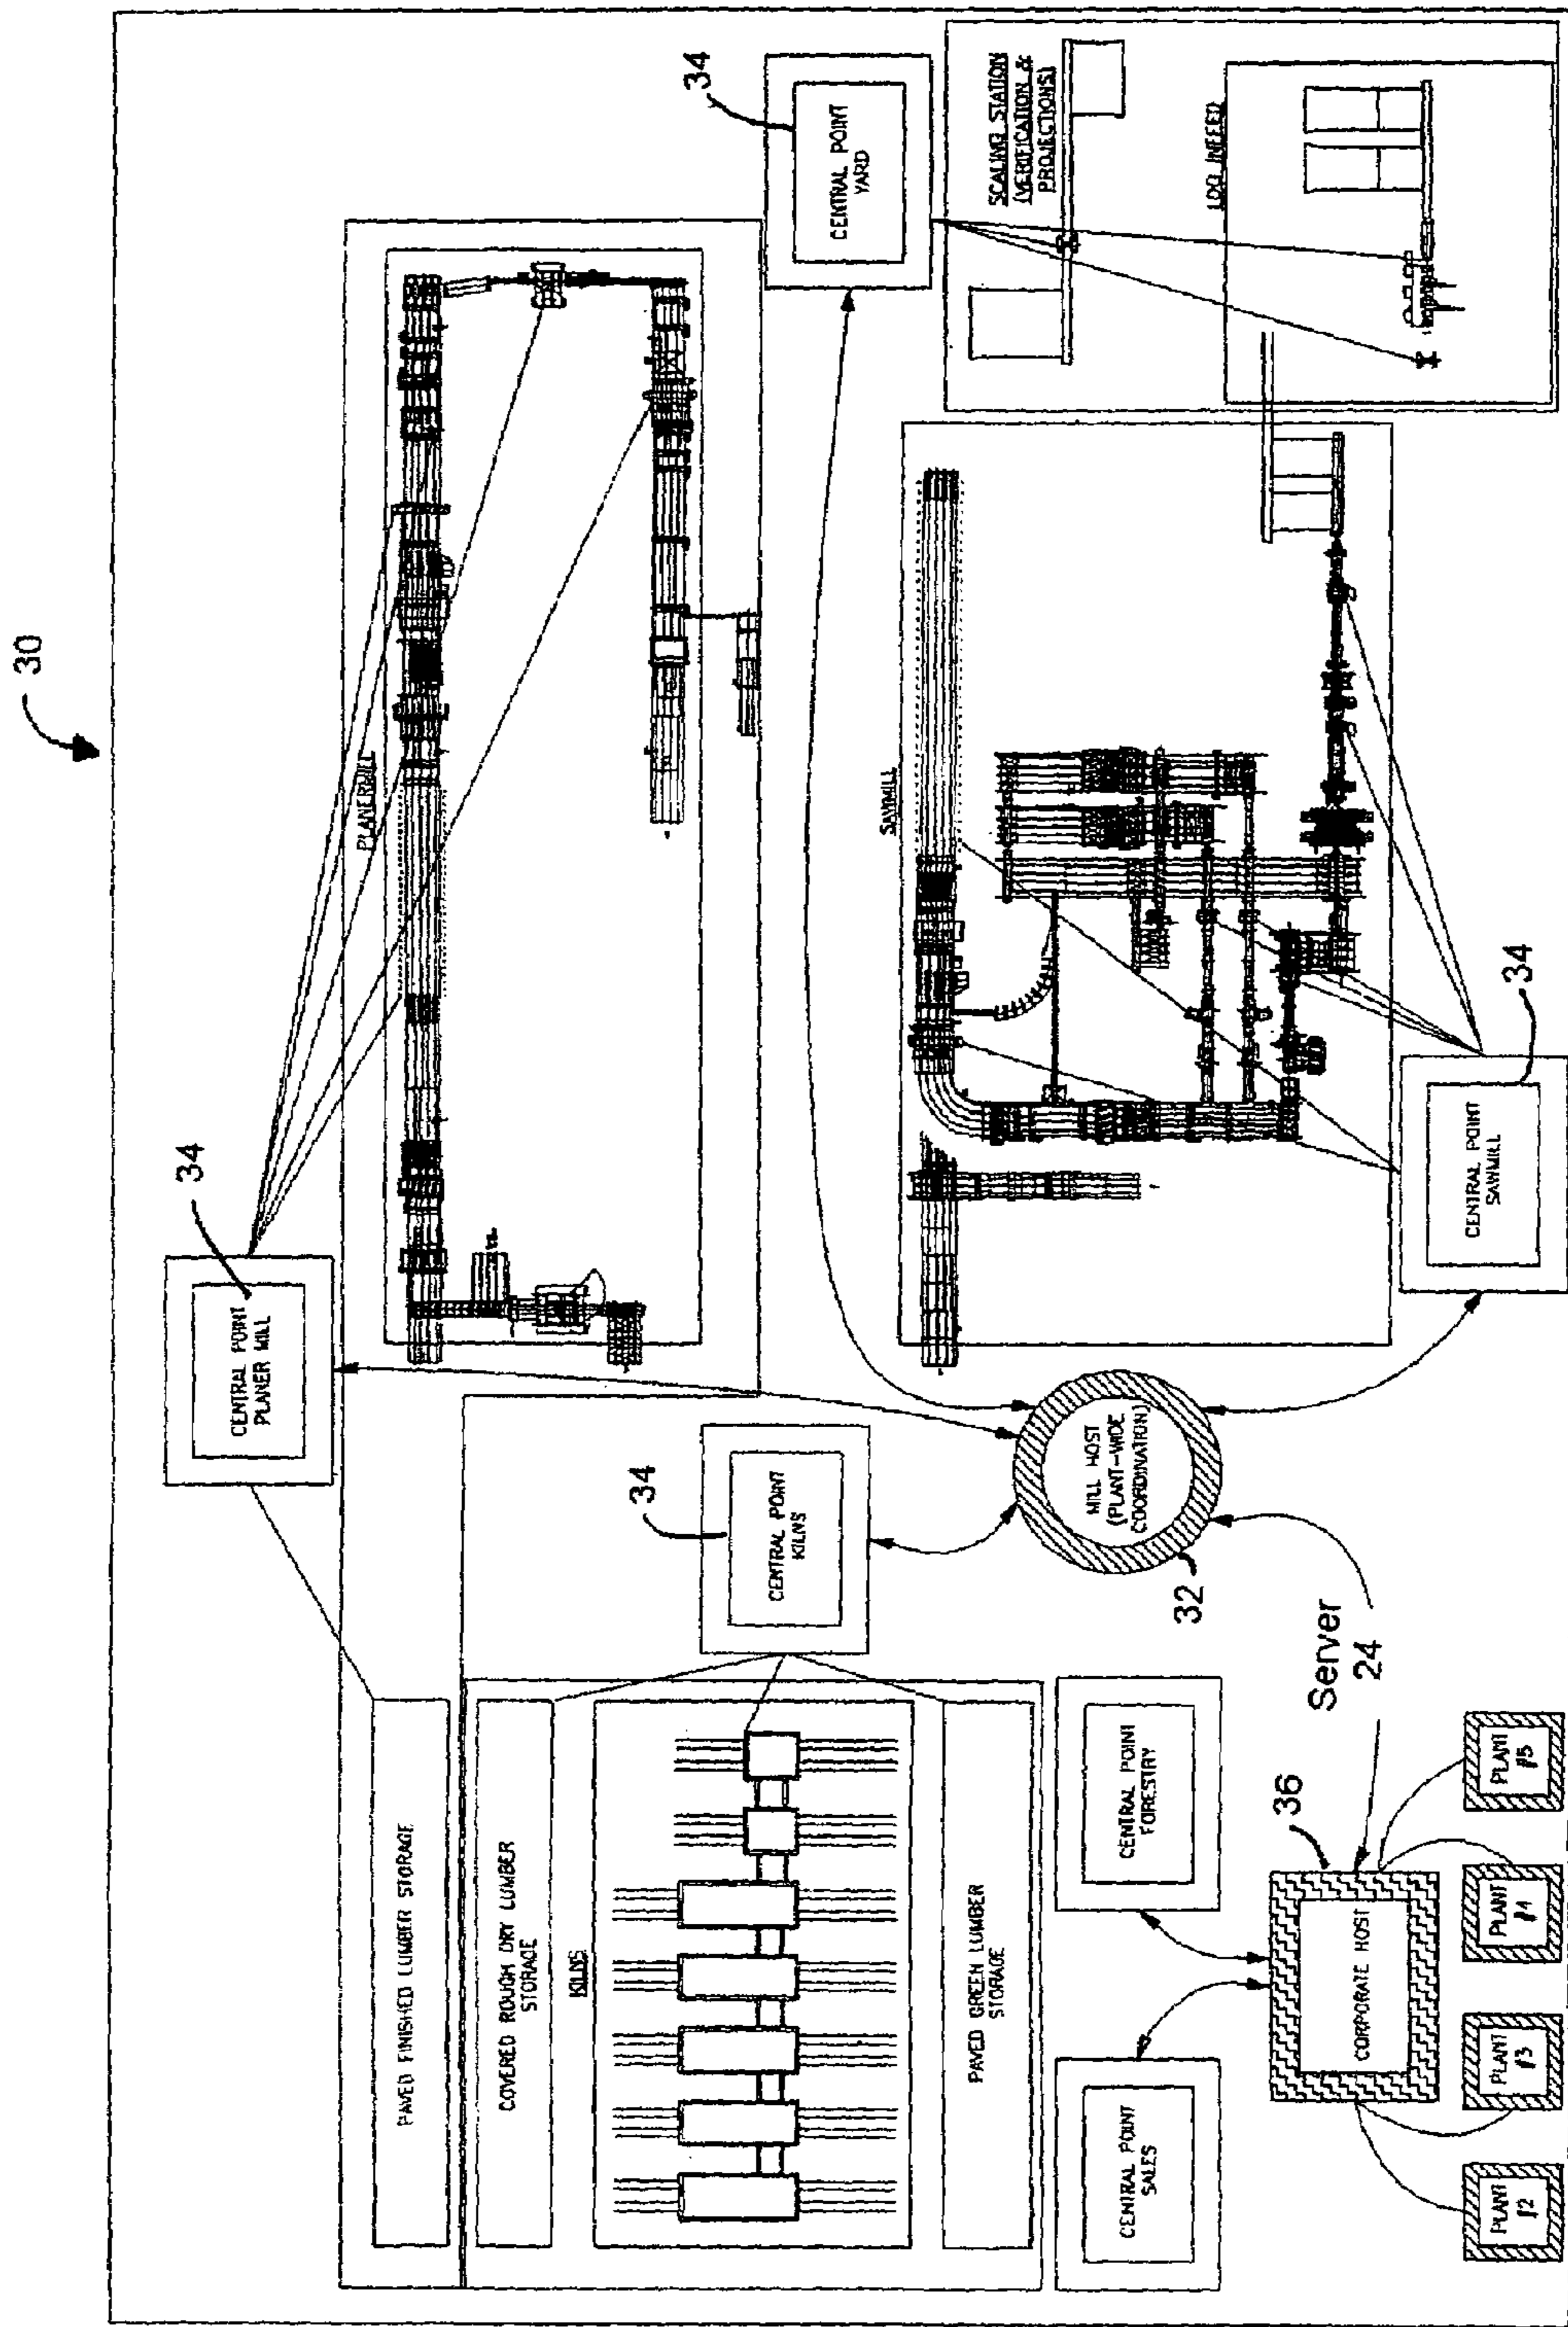 30
34
CENTRAL POINT
PLANER MILL
PLANERMILL
34
CENTRAL POINT
YARD
SCALING STATION
(VERIFICATION &
PROJECTIONS)
LOG INFEED
SAWMILL
34
CENTRAL POINT
SAWMILL
34
CENTRAL POINT
KILNS
MILL HOST
(PLANT-WIDE
COORDINATION)
32
PAVED FINISHED LUMBER STORAGE
COVERED ROUGH DRY LUMBER
STORAGE
KILNS
PAVED GREEN LUMBER
STORAGE
CENTRAL POINT
SALES
CENTRAL POINT
FORESTRY
Server
24
36
CORPORATE HOST
PLANT
#2
PLANT
#3
PLANT
#4
PLANT
#5